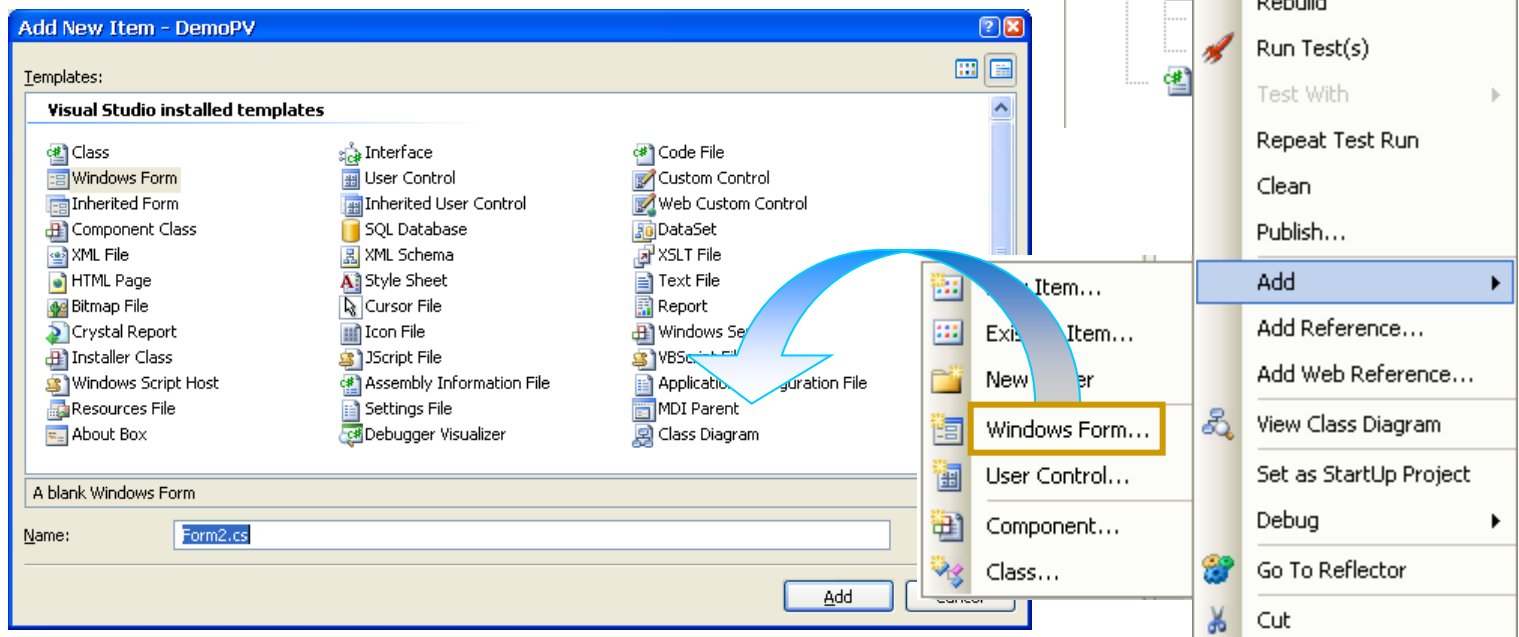 Add New Item - DemoPV
Templates:
Visual Studio installed templates
Class
Interface
Code File
Windows Form
User Control
Custom Control
Inherited Form
Inherited User Control
Web Custom Control
Component Class
SQL Database
DataSet
XML File
XML Schema
XSLT File
HTML Page
Style Sheet
Text File
Bitmap File
Cursor File
Report
Crystal Report
Icon File
Windows
Installer Class
JScript File
Windows Script Host
Assembly Information File
File
Resources File
Settings File
MDI Parent
About Box
Debugger Visualizer
Class Diagram
A blank Windows Form
Name:
Form2.cs
Add
Item...
Item...
New
Windows Form...
User Control...
Component...
Class...
Rebuild
Run Test(s)
Test With
Repeat Test Run
Clean
Publish...
Add
Add Reference...
Add Web Reference...
View Class Diagram
Set as StartUp Project
Debug
Go To Reflector
Cut